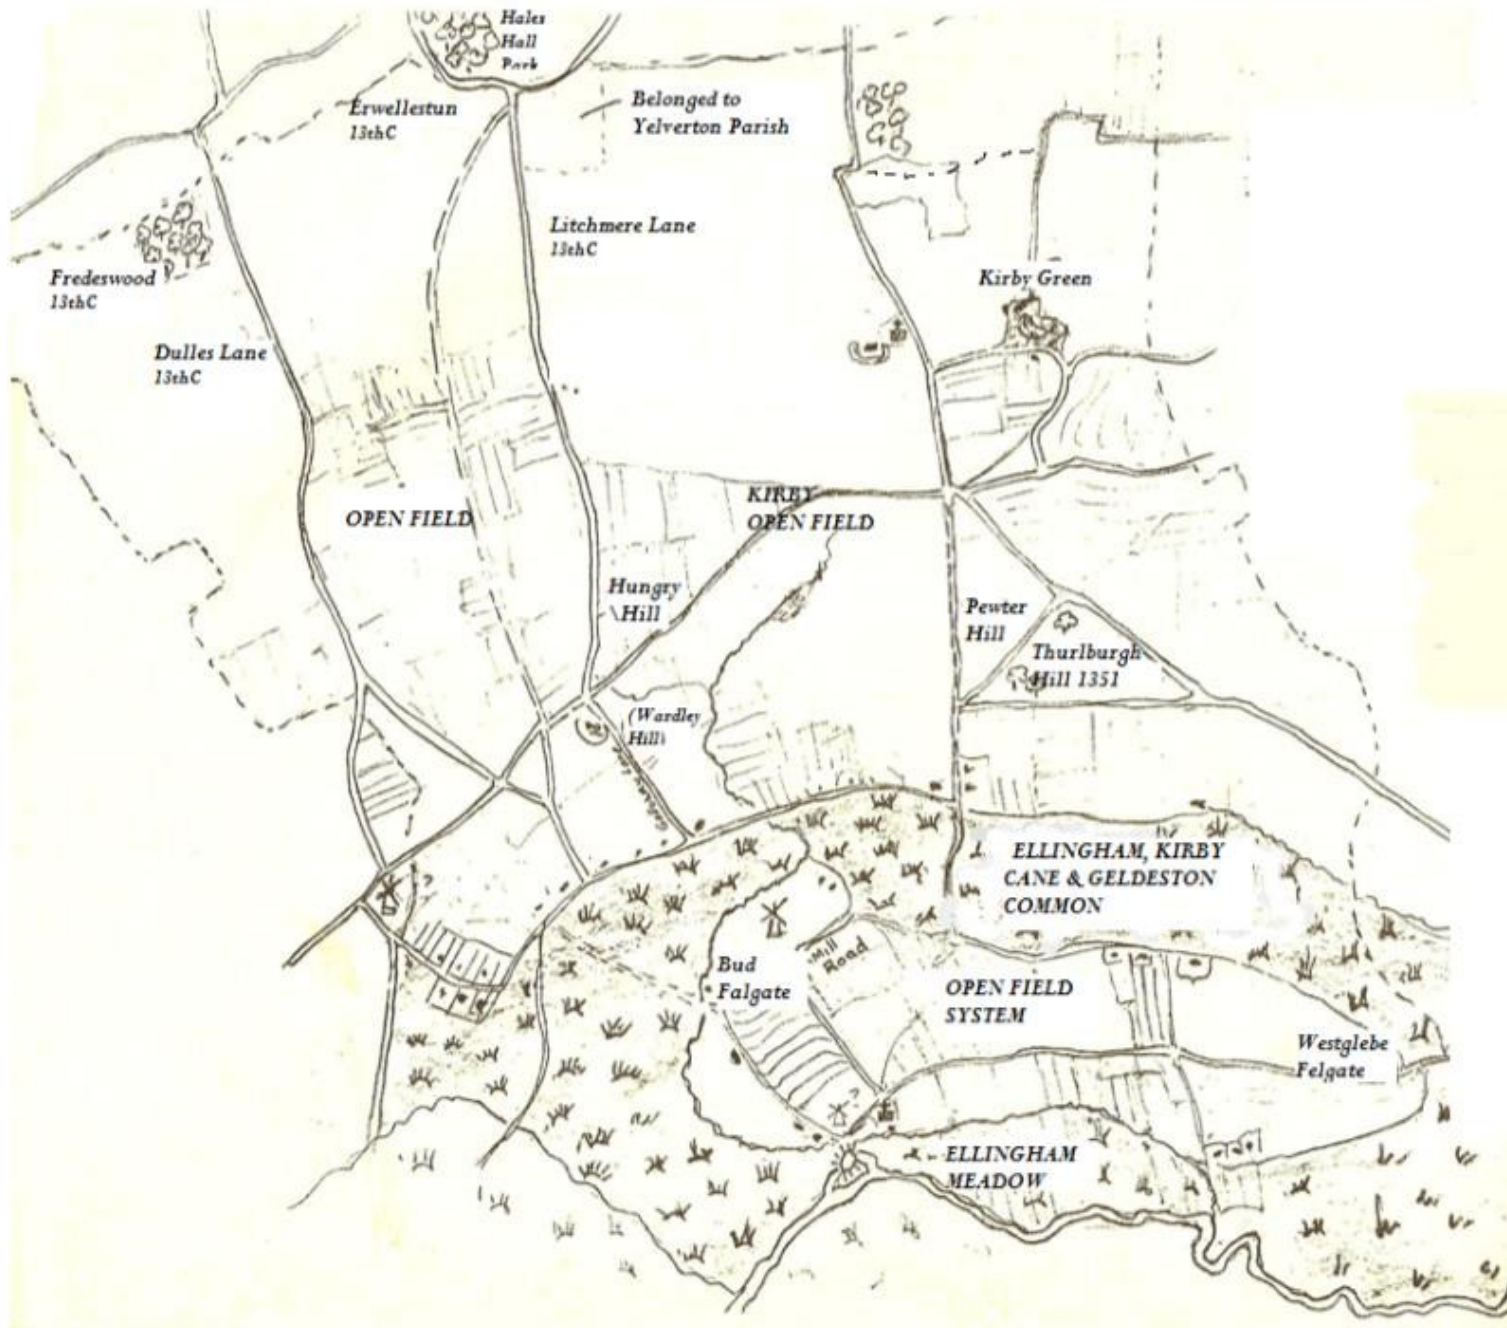 Hales
Hall
Park
Erwellestun
13thC
Belonged to
Yelverton Parish
Litchmere Lane
13thC
Fredeswood
13thC
Kirby Green
Dulles Lane
13thC
OPEN FIELD
KIRBY
OPEN FIELD
Hungry
Hill
Pewter
Hill
Thurlburgh
Hill 1351
(Wardley
Hill)
ELLINGHAM, KIRBY
CANE & GELDESTON
COMMON
?
Mill
Road
Bud
Falgate
OPEN FIELD
SYSTEM
Westglebe
Felgate
?
ELLINGHAM
MEADOW